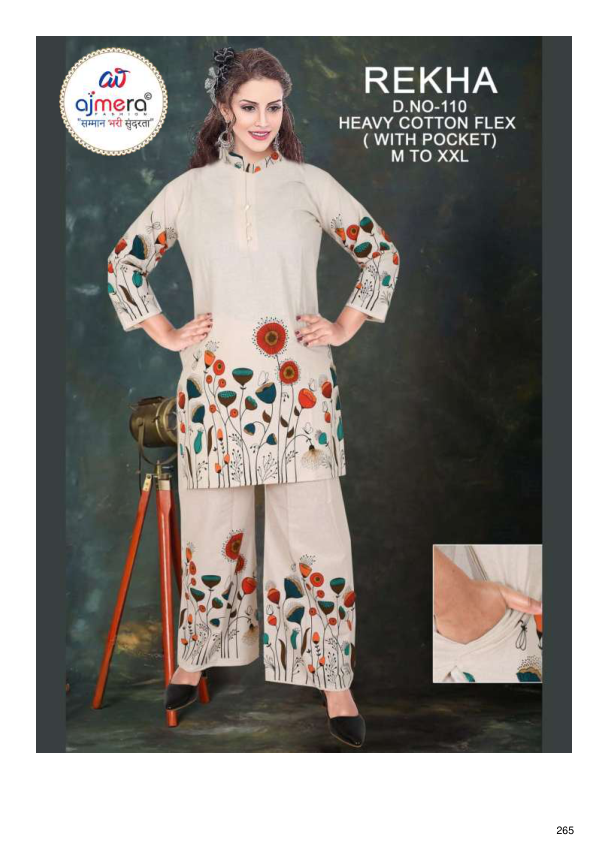 ajmera©
FASHION
"सम्मान भरी सुंदरता"
REKHA
D.NO-110
HEAVY COTTON FLEX
( WITH POCKET)
M TO XXL
265